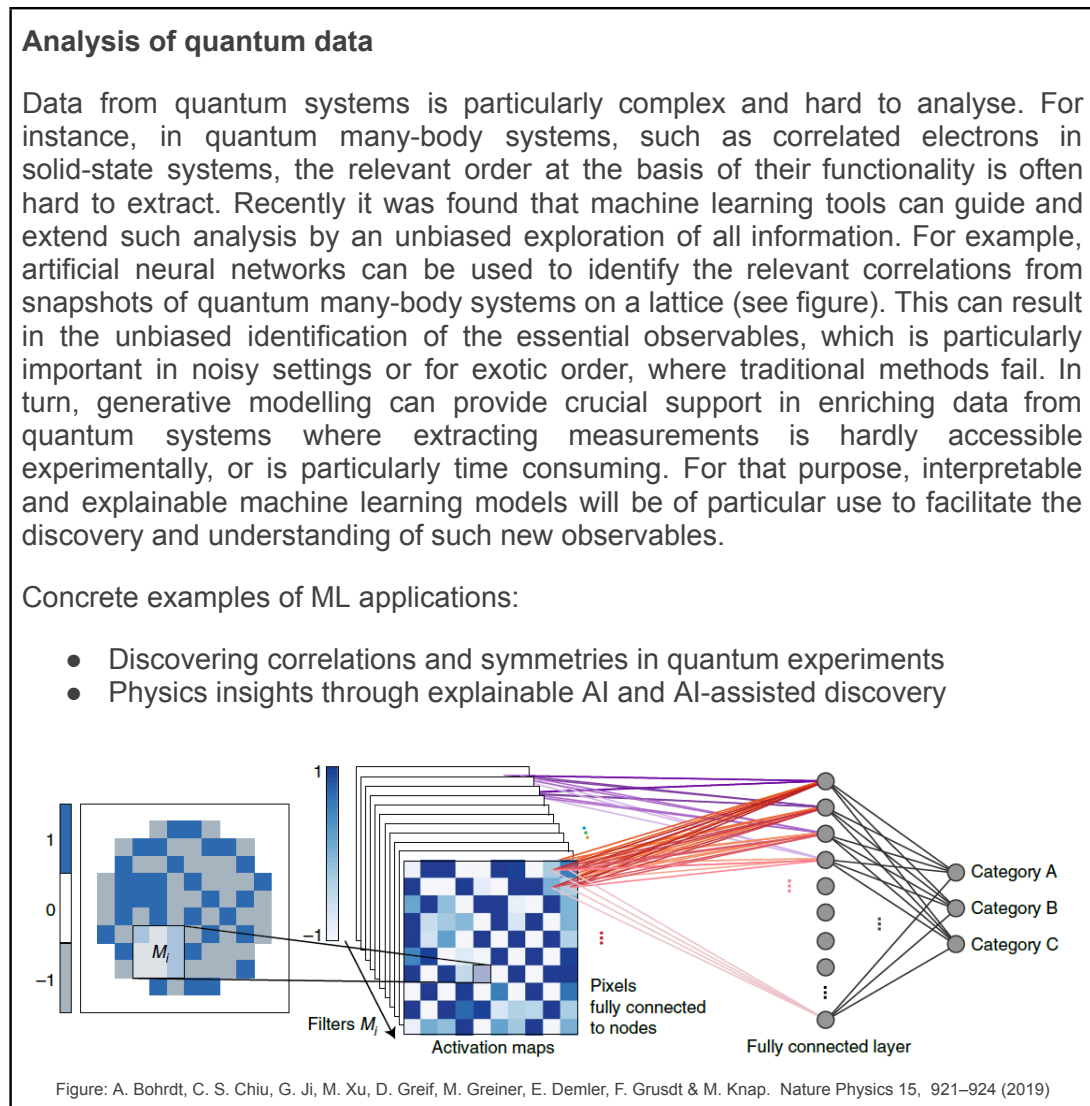 Analysis of quantum data
Data from quantum systems is particularly complex and hard to analyse. For
instance, in quantum many-body systems, such as correlated electrons in
solid-state systems, the relevant order at the basis of their functionality is often
hard to extract. Recently it was found that machine learning tools can guide and
extend such analysis by an unbiased exploration of all information. For example,
artificial neural networks can be used to identify the relevant correlations from
snapshots of quantum many-body systems on a lattice (see figure). This can result
in the unbiased identification of the essential observables, which is particularly
important in noisy settings or for exotic order, where traditional methods fail. In
turn, generative modelling can provide crucial support in enriching data from
quantum systems where extracting measurements is hardly accessible
experimentally, or is particularly time consuming. For that purpose, interpretable
and explainable machine learning models will be of particular use to facilitate the
discovery and understanding of such new observables.
Concrete examples of ML applications:
● Discovering correlations and symmetries in quantum experiments
● Physics insights through explainable AI and AI-assisted discovery
1
0
−1
M_i
1
−1
Filters M_i
Activation maps
Pixels
fully connected
to nodes
Fully connected layer
Category A
Category B
Category C
Figure: A. Bohrdt, C. S. Chiu, G. Ji, M. Xu, D. Greif, M. Greiner, E. Demler, F. Grusdt & M. Knap. Nature Physics 15, 921–924 (2019)